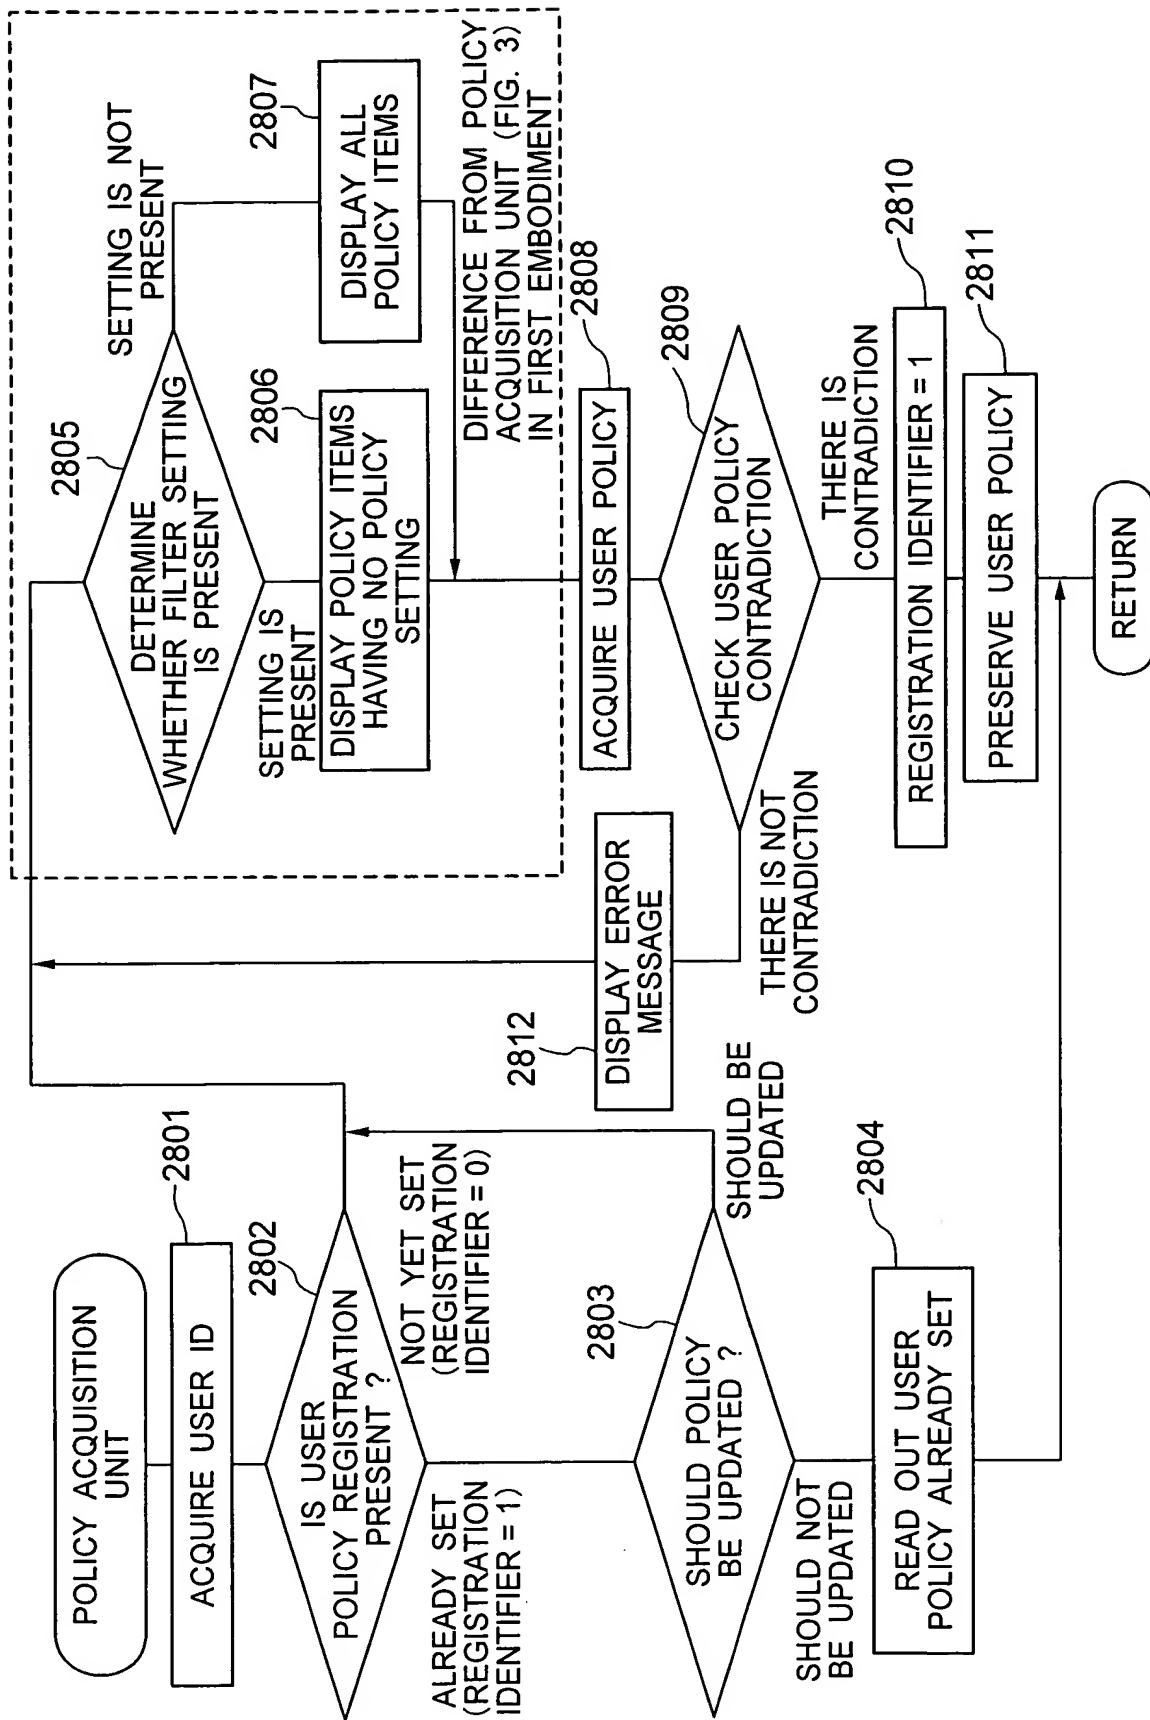 POLICY ACQUISITION
UNIT
2801
ACQUIRE USER ID
2802
IS USER
POLICY REGISTRATION
PRESENT ?
NOT YET SET
(REGISTRATION
IDENTIFIER = 0)
ALREADY SET
(REGISTRATION
IDENTIFIER = 1)
2803
SHOULD POLICY
BE UPDATED ?
SHOULD BE
UPDATED
SHOULD NOT
BE UPDATED
2804
READ OUT USER
POLICY ALREADY SET
2805
DETERMINE
WHETHER FILTER SETTING
IS PRESENT
SETTING IS NOT
PRESENT
SETTING IS
PRESENT
2806
DISPLAY POLICY ITEMS
HAVING NO POLICY
SETTING
2807
DISPLAY ALL
POLICY ITEMS
DIFFERENCE FROM POLICY
ACQUISITION UNIT (FIG. 3)
IN FIRST EMBODIMENT
2808
ACQUIRE USER POLICY
2809
CHECK USER POLICY
CONTRADICTION
THERE IS NOT
CONTRADICTION
2812
DISPLAY ERROR
MESSAGE
THERE IS
CONTRADICTION
2810
REGISTRATION IDENTIFIER = 1
2811
PRESERVE USER POLICY
RETURN